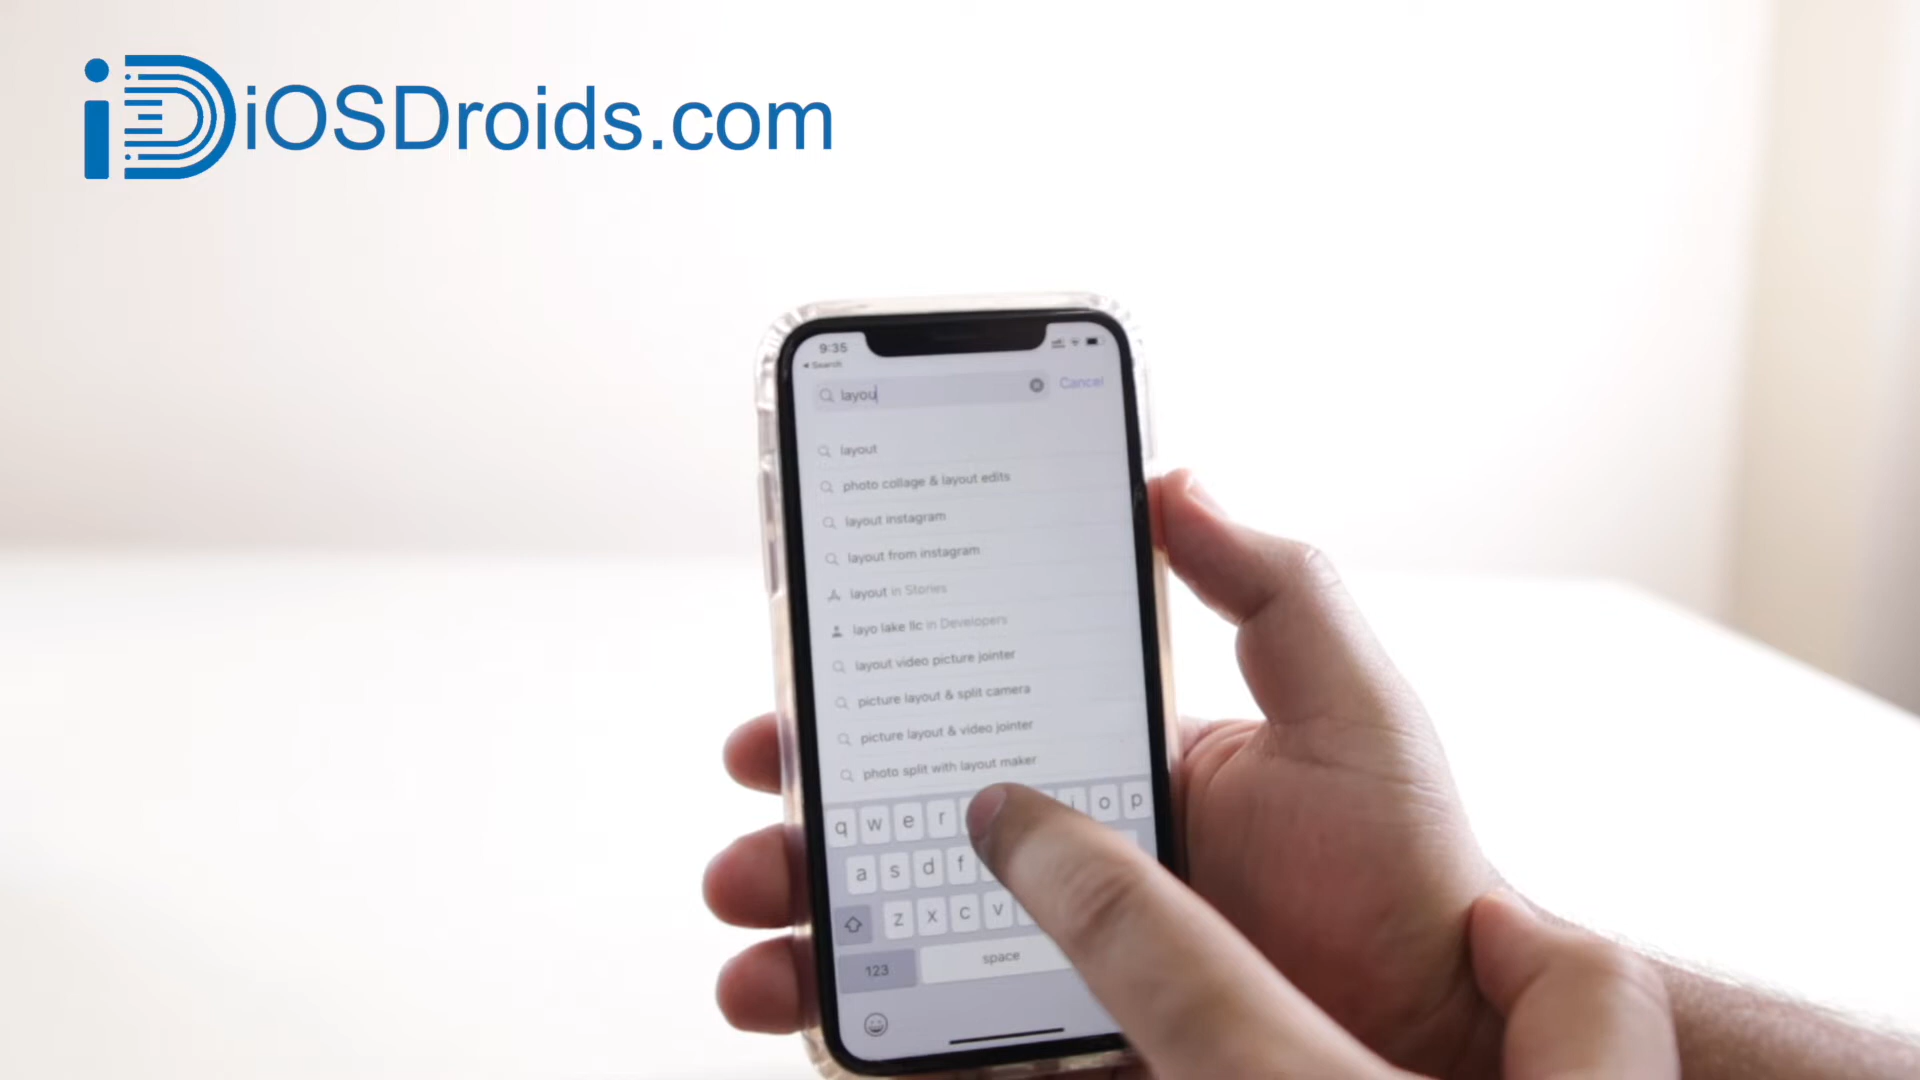 iOSDroids.com
9:35
Search
layou
Cancel
layout
photo collage & layout edits
layout instagram
layout from instagram
layout in Stories
layo lake llc in Developers
layout video picture jointer
picture layout & split camera
picture layout & video jointer
photo split with layout maker
q w e r i o p
a s d f
z x c v
123 space